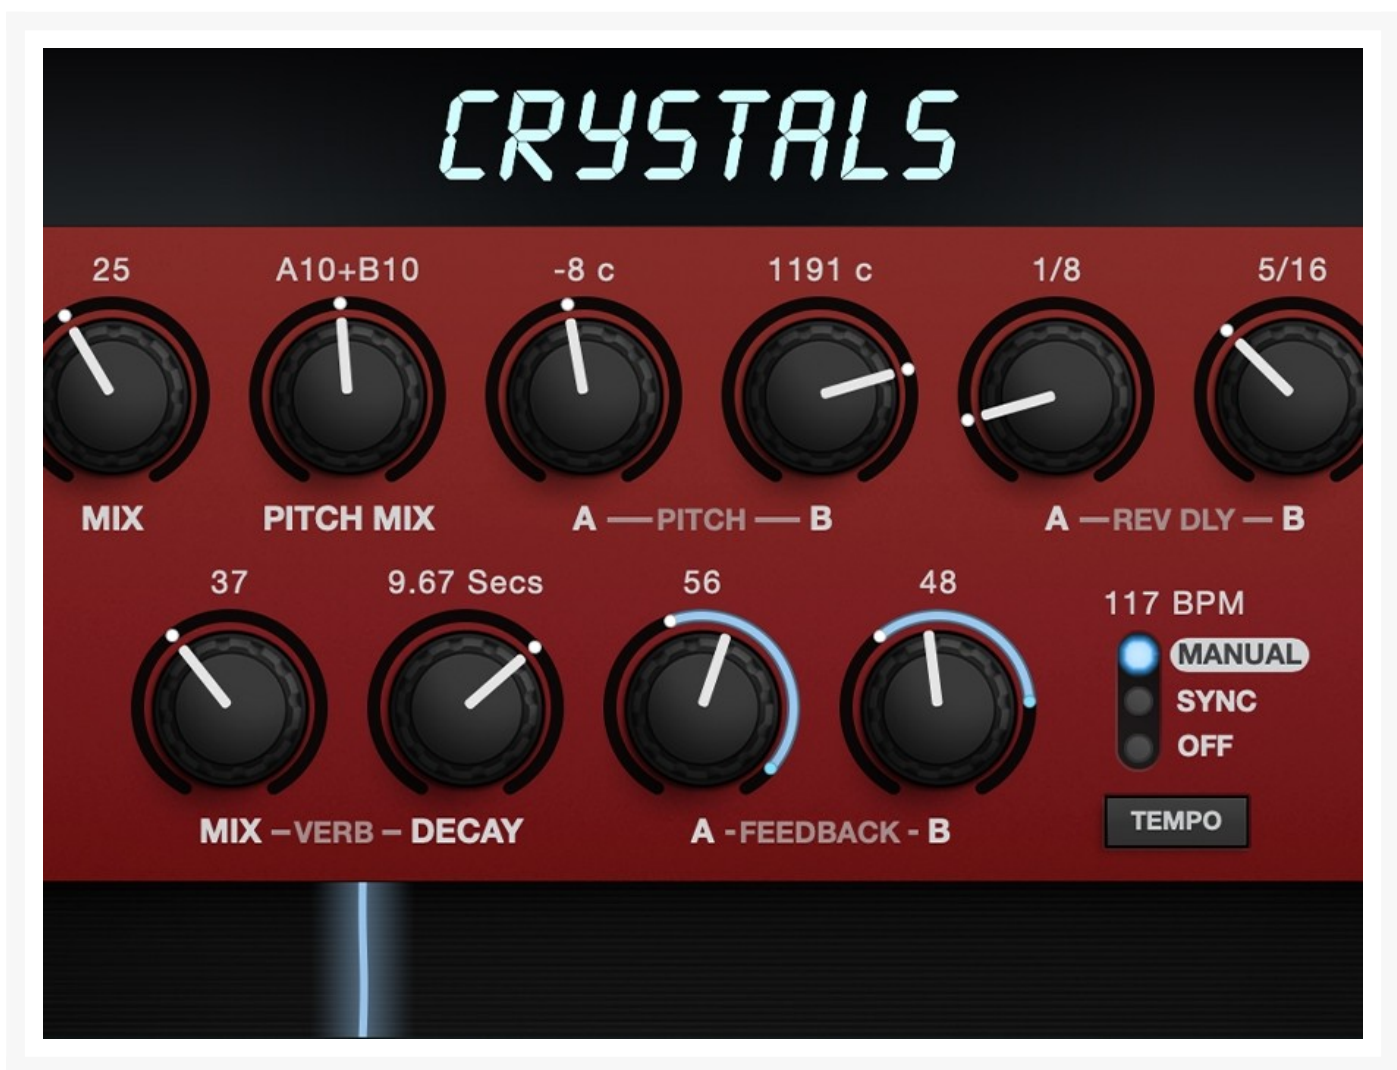 CRYSTALS
25 A10+B10 -8 c 1191 c 1/8 5/16
MIX PITCH MIX A — PITCH — B A — REV DLY — B
37 9.67 Secs 56 48
117 BPM
MANUAL
SYNC
OFF
TEMPO
MIX – VERB – DECAY A - FEEDBACK - B